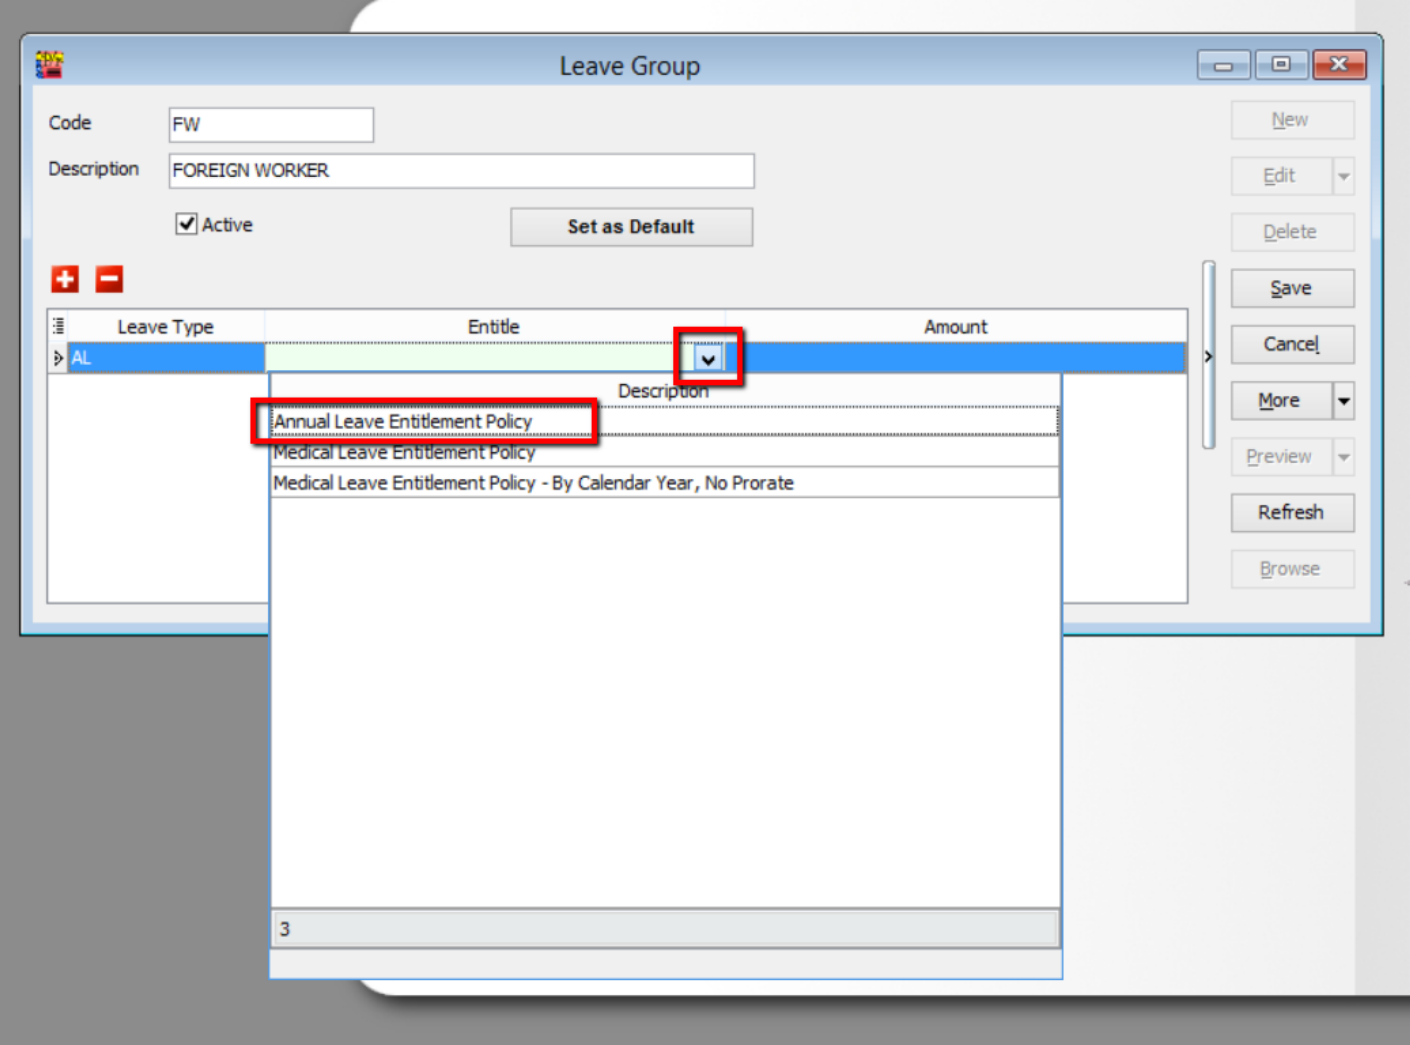 Leave Group
Code FW
Description FOREIGN WORKER
Active Set as Default
Leave Type Entitle Amount
AL
Description
Annual Leave Entitlement Policy
Medical Leave Entitlement Policy
Medical Leave Entitlement Policy - By Calendar Year, No Prorate
3
New
Edit
Delete
Save
Cancel
More
Preview
Refresh
Browse